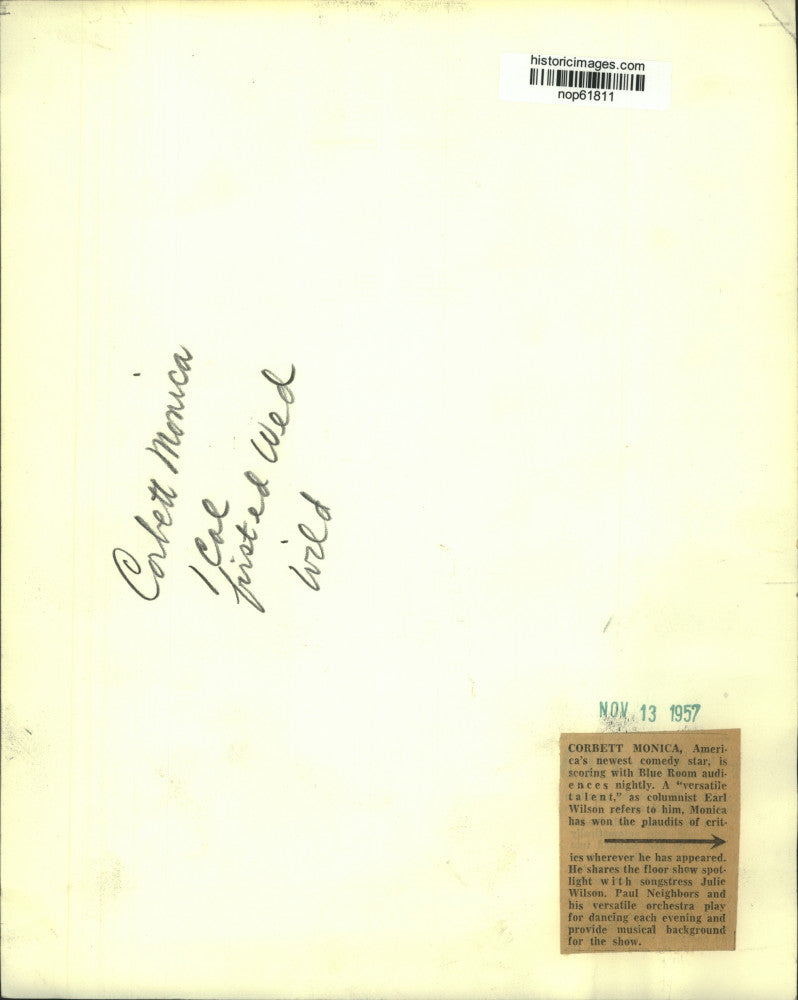 historicimages.com
nop61811
Corbett Monica
1 Col
Wed
Wild
NOV 13 1957
CORBETT MONICA, Ameri-
ca's newest comedy star, is
scoring with Blue Room audi-
ences nightly. A "versatile
talent," as columnist Earl
Wilson refers to him, Monica
has won the plaudits of crit-
ics wherever he has appeared.
He shares the floor show spot-
light with songstress Julie
Wilson. Paul Neighbors and
his versatile orchestra play
for dancing each evening and
provide musical background
for the show.